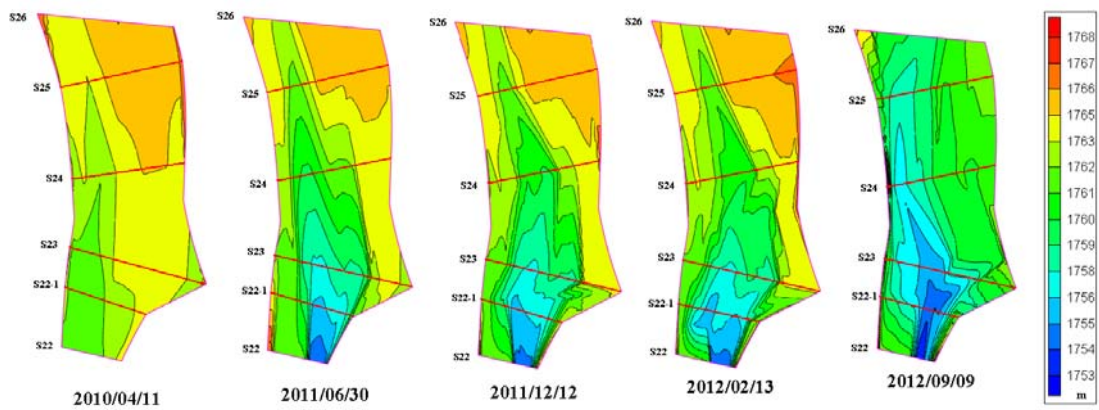 S26
S25
S24
S23
S22-1
S22
2010/04/11
S26
S25
S24
S23
S22-1
S22
2011/06/30
S26
S25
S24
S23
S22-1
S22
2011/12/12
S26
S25
S24
S23
S22-1
S22
2012/02/13
S26
S25
S24
S23
S22-1
S22
2012/09/09
1768
1767
1766
1765
1763
1762
1761
1760
1759
1758
1756
1755
1754
1753
m